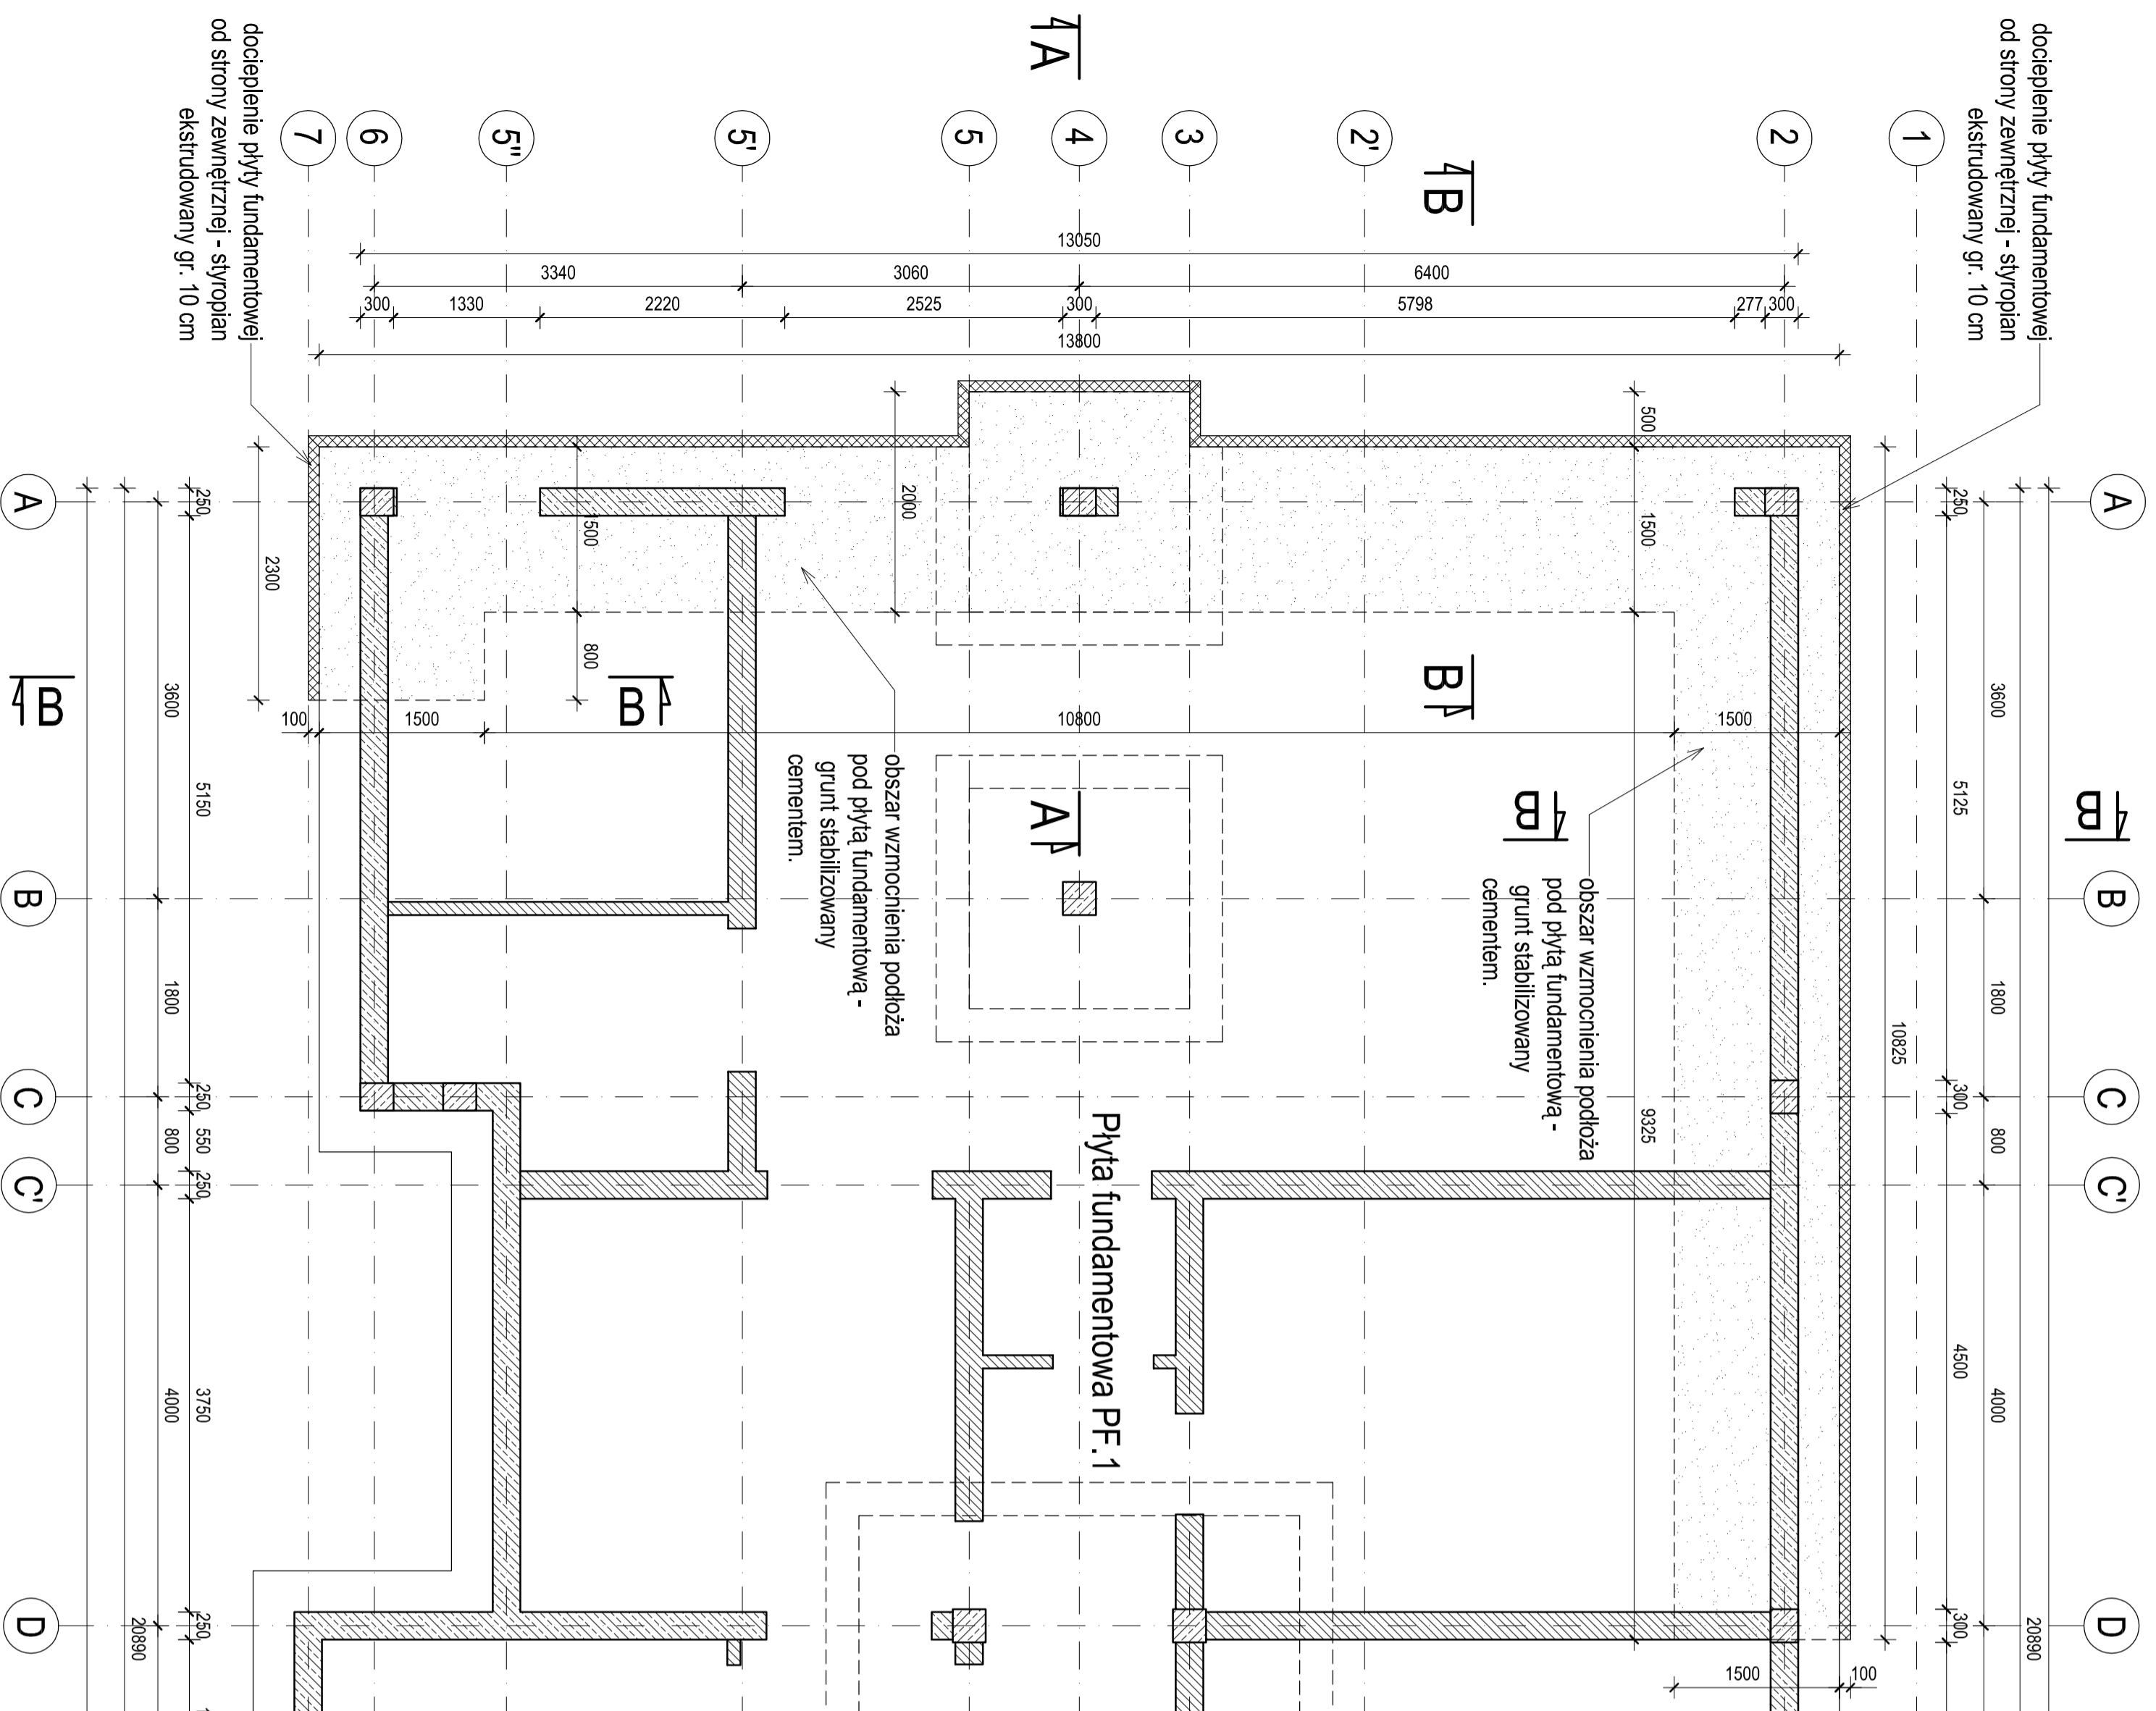 docieplenie płyty fundamentowej
od strony zewnętrznej - styropian
ekstrudowany gr. 10 cm
docieplenie płyty fundamentowej
od strony zewnętrznej - styropian
ekstrudowany gr. 10 cm
A
B
7
6
5"
5'
5
4
3
2'
2
1
13050
3340
3060
6400
300
1330
2220
2525
300
5798
277
300
13800
500
2000
1500
1500
800
2300
250
250
A
A
B
B
B
B
B
100
1500
10800
1500
3600
3600
5150
5125
obszar wzmocnienia podłoża
pod płytą fundamentową -
grunt stabilizowany
cementem.
obszar wzmocnienia podłoża
pod płytą fundamentową -
grunt stabilizowany
cementem.
A
B
B
1800
1800
10825
9325
250
300
C
C
800
550
800
250
C'
C'
Płyta fundamentowa PF.1
4000
3750
4500
4000
250
300
D
D
20890
20890
1500
100